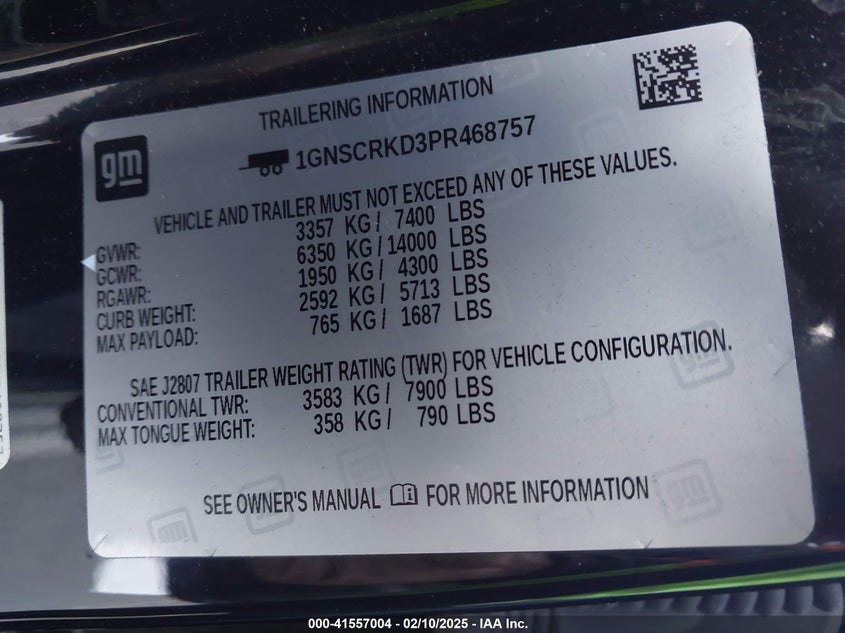 TRAILERING INFORMATION
gm
1GNSCRKD3PR468757
VEHICLE AND TRAILER MUST NOT EXCEED ANY OF THESE VALUES.
GVWR: 3357 KG / 7400 LBS
GCWR: 6350 KG / 14000 LBS
RGAWR: 1950 KG / 4300 LBS
CURB WEIGHT: 2592 KG / 5713 LBS
MAX PAYLOAD: 765 KG / 1687 LBS
SAE J2807 TRAILER WEIGHT RATING (TWR) FOR VEHICLE CONFIGURATION.
CONVENTIONAL TWR: 3583 KG / 7900 LBS
MAX TONGUE WEIGHT: 358 KG / 790 LBS
SEE OWNER'S MANUAL FOR MORE INFORMATION
000-41557004 - 02/10/2025 - IAA Inc.